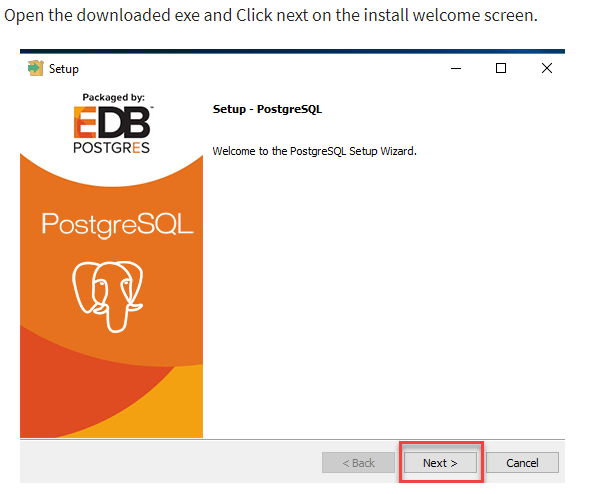 Open the downloaded exe and Click next on the install welcome screen.
Setup
Packaged by:
EDB
POSTGRES
Setup - PostgreSQL
Welcome to the PostgreSQL Setup Wizard.
PostgreSQL
< Back
Next >
Cancel